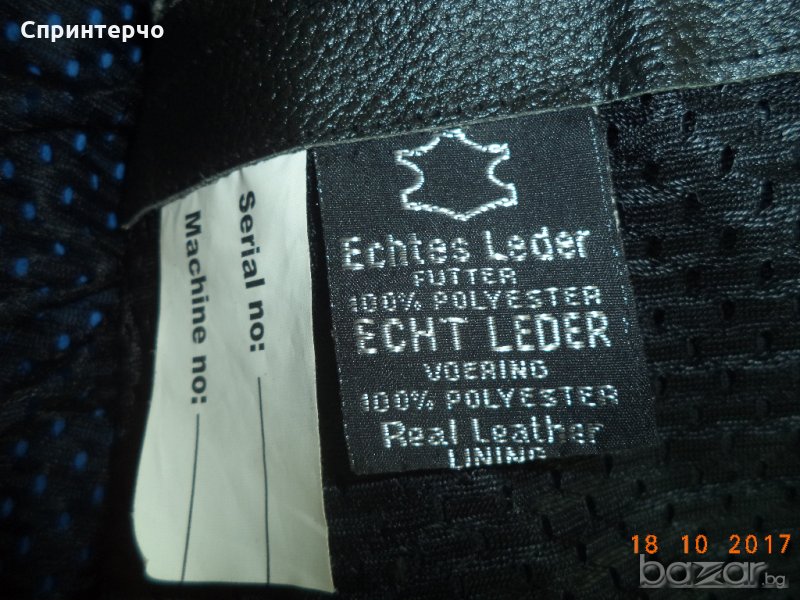 Спринтерчо
Serial no:
Machine no:
Echtes Leder
FUTTER
100% POLYESTER
ECHT LEDER
VOERING
100% POLYESTER
Real Leather
LINING
18 10 2017
bazar.bg